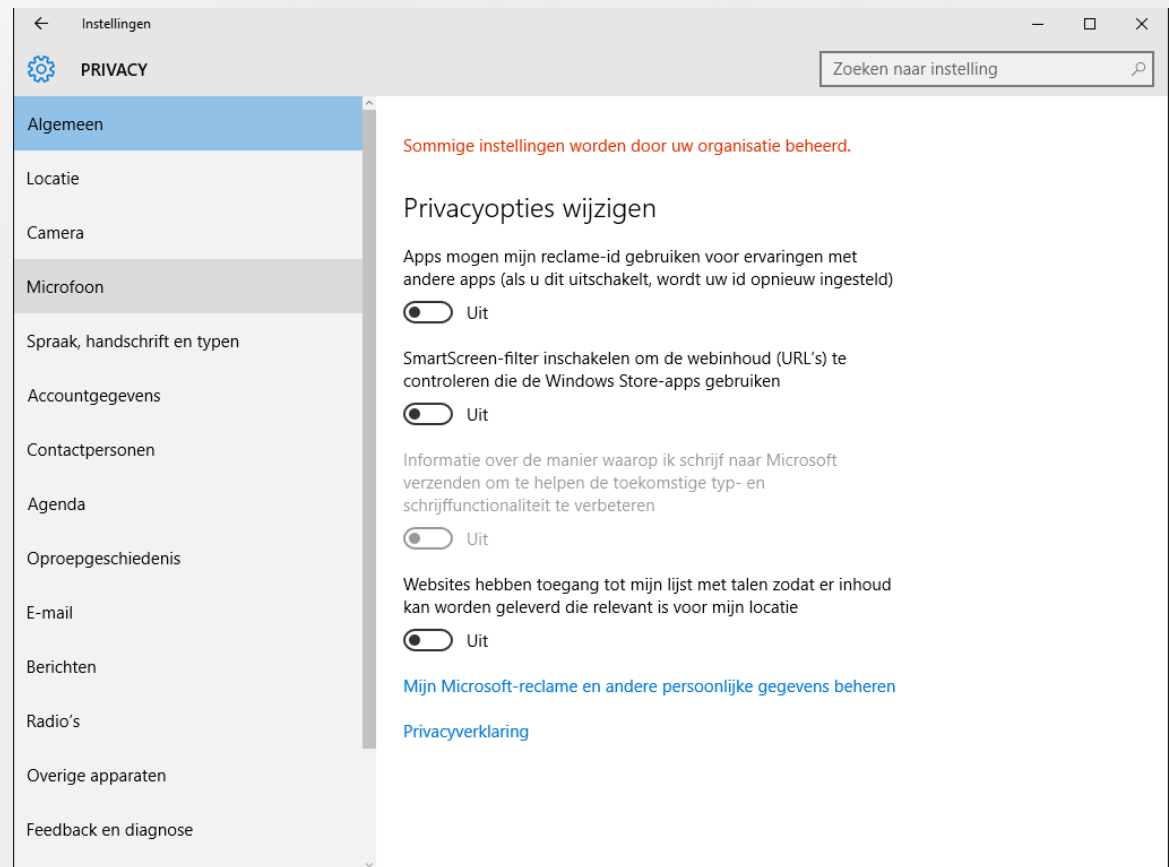 Instellingen
PRIVACY
Zoeken naar instelling
Algemeen
Locatie
Camera
Microfoon
Spraak, handschrift en typen
Accountgegevens
Contactpersonen
Agenda
Oproepgeschiedenis
E-mail
Berichten
Radio's
Overige apparaten
Feedback en diagnose
Sommige instellingen worden door uw organisatie beheerd.
Privacyopties wijzigen
Apps mogen mijn reclame-id gebruiken voor ervaringen met
andere apps (als u dit uitschakelt, wordt uw id opnieuw ingesteld)
Uit
SmartScreen-filter inschakelen om de webinhoud (URL's) te
controleren die de Windows Store-apps gebruiken
Uit
Informatie over de manier waarop ik schrijf naar Microsoft
verzenden om te helpen de toekomstige typ- en
schrijffunctionaliteit te verbeteren
Uit
Websites hebben toegang tot mijn lijst met talen zodat er inhoud
kan worden geleverd die relevant is voor mijn locatie
Uit
Mijn Microsoft-reclame en andere persoonlijke gegevens beheren
Privacyverklaring